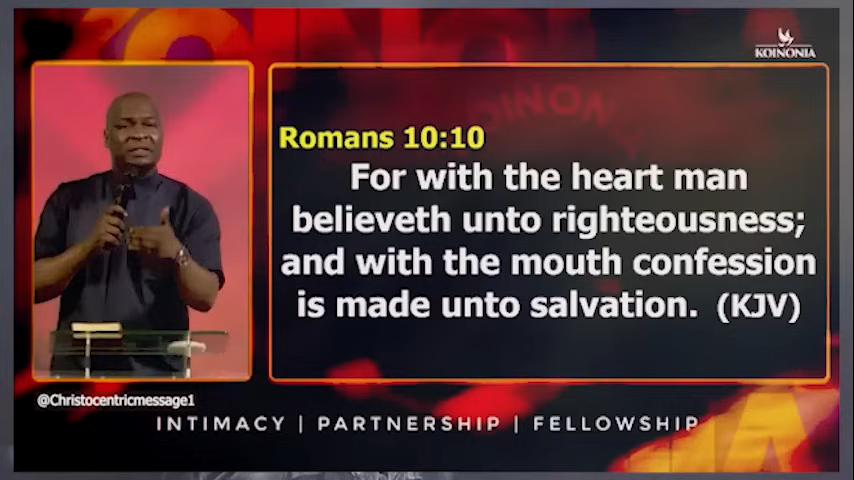 KOINONIA
Romans 10:10
For with the heart man
believeth unto righteousness;
and with the mouth confession
is made unto salvation. (KJV)
@Christocentricmessage1
INTIMACY | PARTNERSHIP | FELLOWSHIP